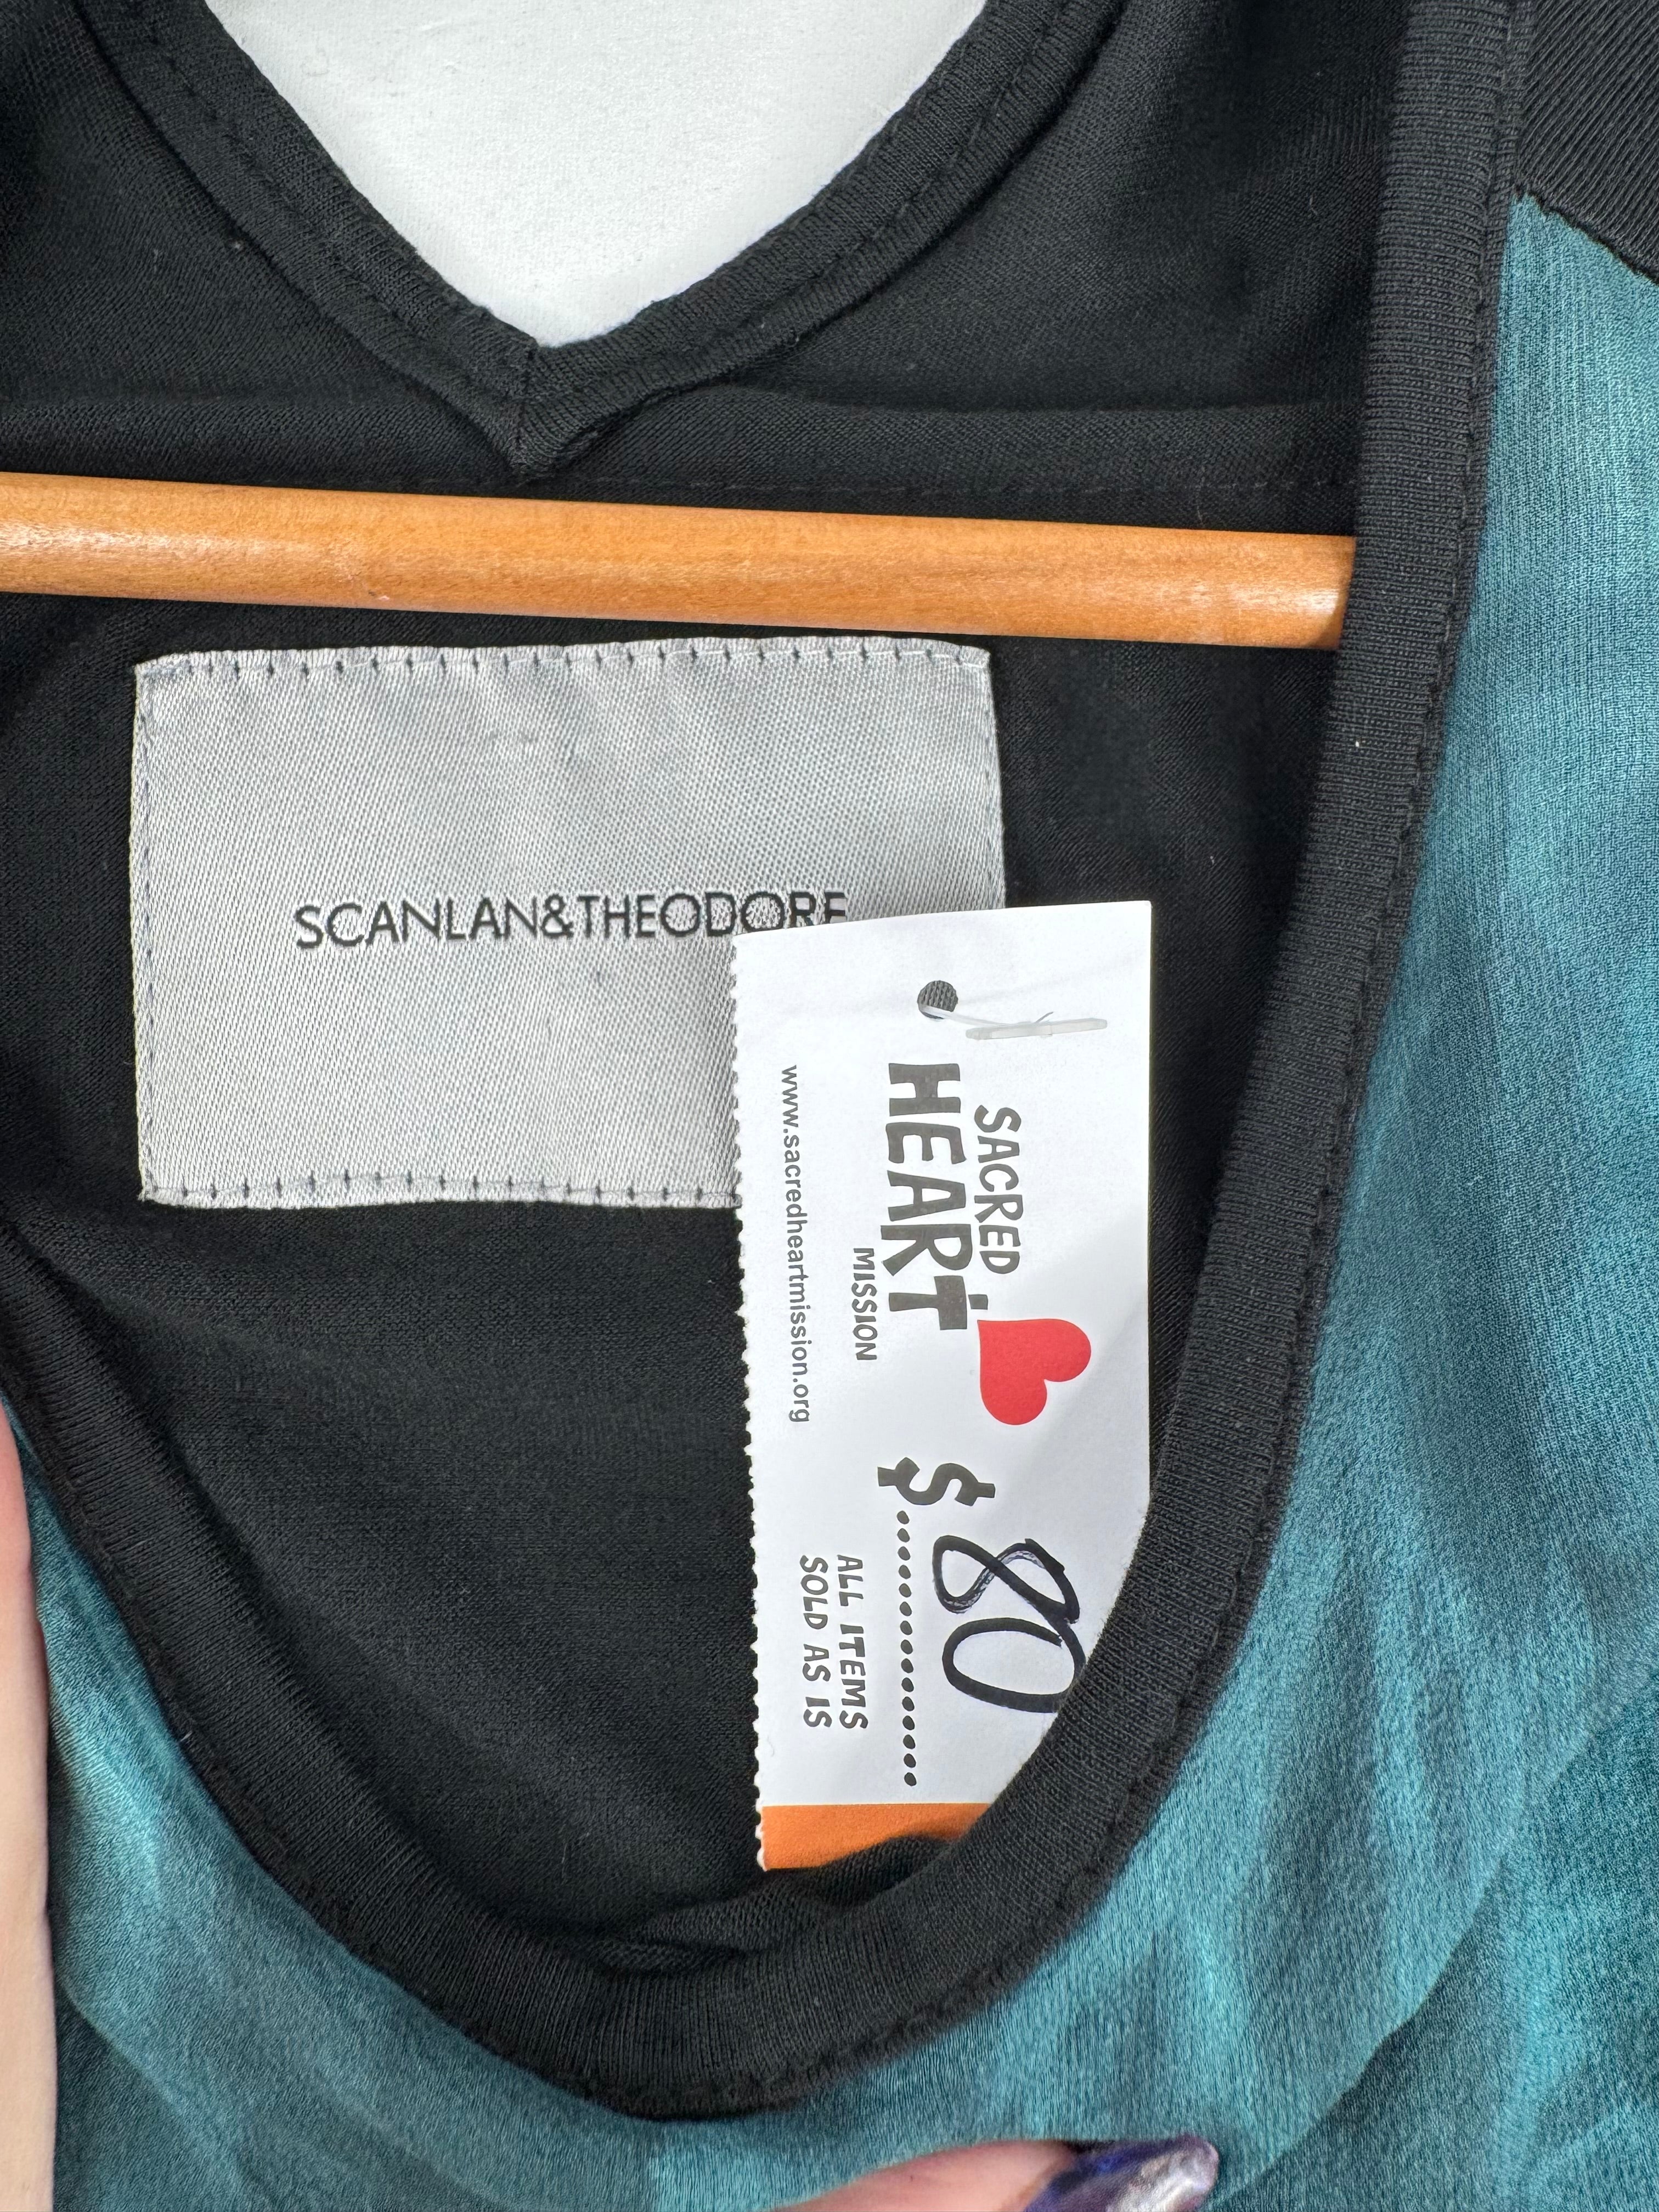 SCANLAN&THEODORE
SACRED
HEART
MISSION
www.sacredheartmission.org
$ 80
ALL ITEMS
SOLD AS IS